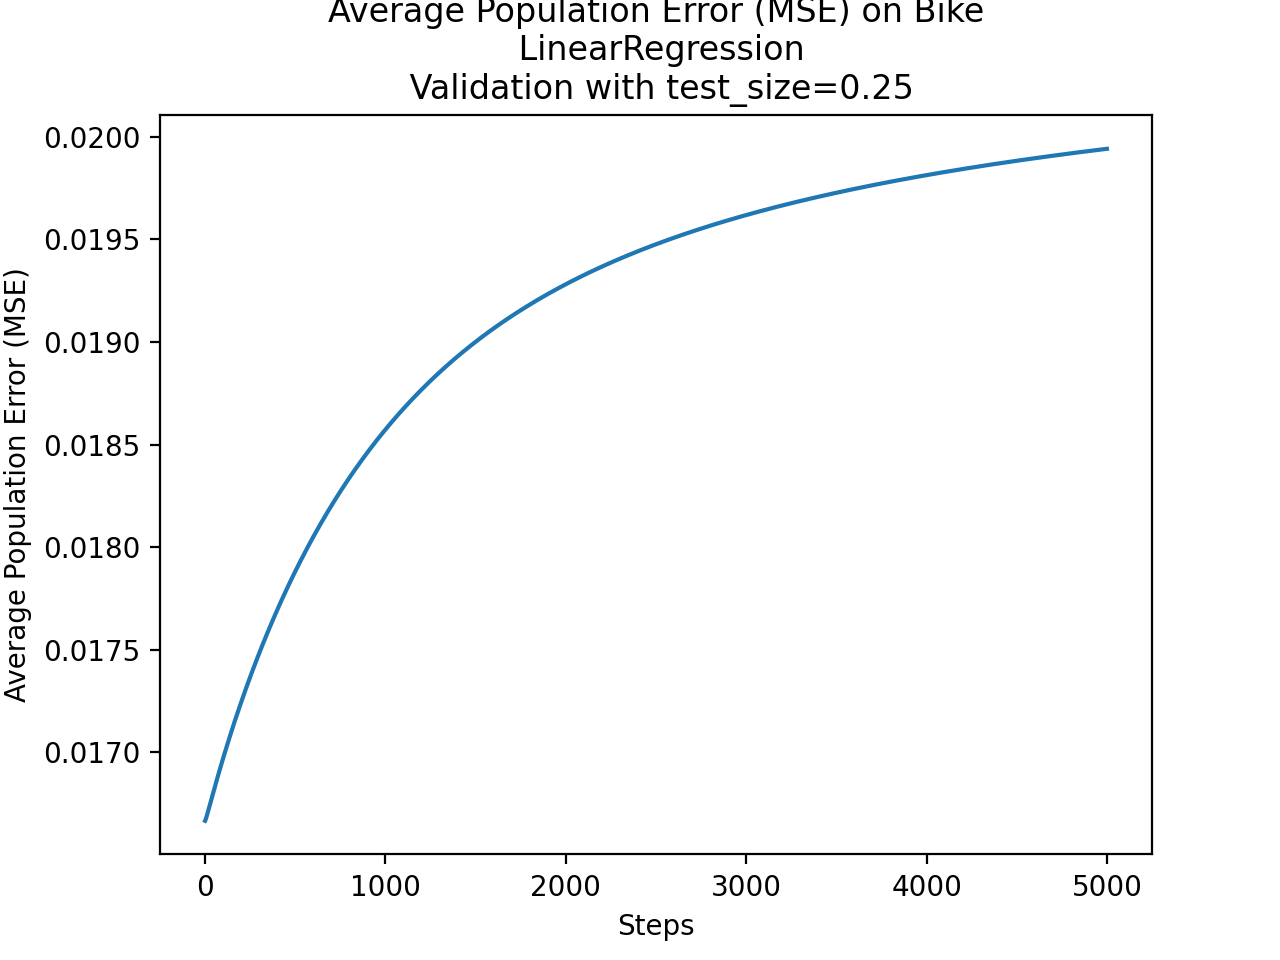 Average Population Error (MSE) on Bike
LinearRegression
Validation with test_size=0.25
Average Population Error (MSE)
0.0200
0.0195
0.0190
0.0185
0.0180
0.0175
0.0170
0 1000 2000 3000 4000 5000
Steps